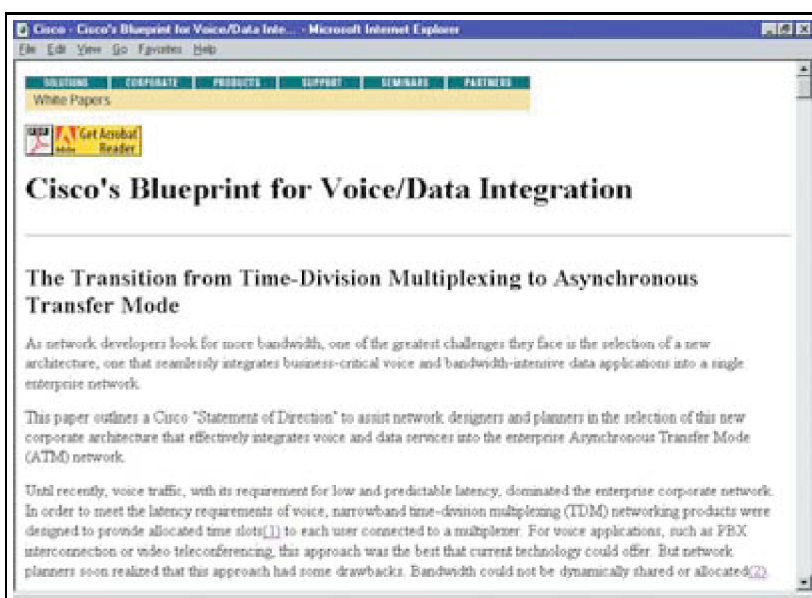 Cisco - Cisco's Blueprint for Voice/Data Inte... - Microsoft Internet Explorer
File Edit View Go Favorites Help
SOLUTIONS CORPORATE PRODUCTS SUPPORT SEMINARS PARTNERS
White Papers
Get Acrobat
Adobe Reader
Cisco's Blueprint for Voice/Data Integration
The Transition from Time-Division Multiplexing to Asynchronous
Transfer Mode
As network developers look for more bandwidth, one of the greatest challenges they face is the selection of a new
architecture, one that seamlessly integrates business-critical voice and bandwidth-intensive data applications into a single
enterprise network.
This paper outlines a Cisco "Statement of Direction" to assist network designers and planners in the selection of this new
corporate architecture that effectively integrates voice and data services into the enterprise Asynchronous Transfer Mode
(ATM) network.
Until recently, voice traffic, with its requirement for low and predictable latency, dominated the enterprise corporate network.
In order to meet the latency requirements of voice, narrowband time-division multiplexing (TDM) networking products were
designed to provide allocated time slots(1) to each user connected to a multiplexer. For voice applications, such as PBX
interconnection or video teleconferencing, this approach was the best that current technology could offer. But network
planners soon realized that this approach had some drawbacks. Bandwidth could not be dynamically shared or allocated(2).